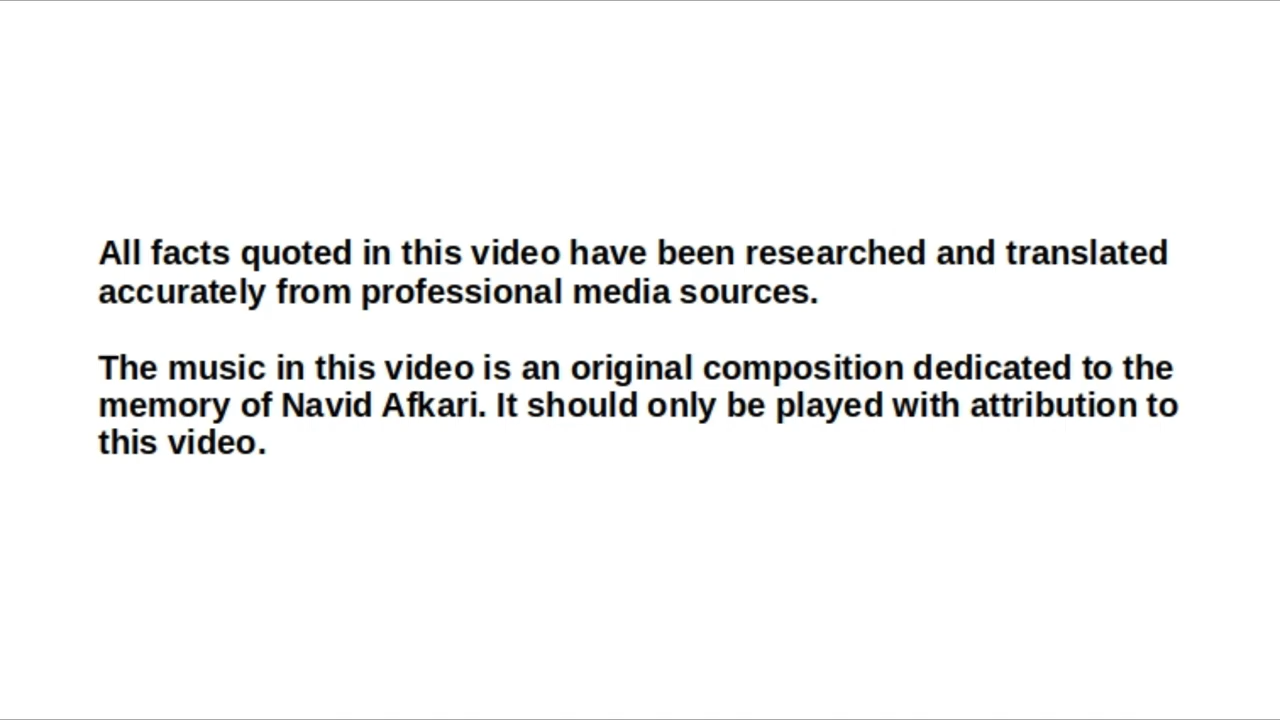 All facts quoted in this video have been researched and translated
accurately from professional media sources.
The music in this video is an original composition dedicated to the
memory of Navid Afkari. It should only be played with attribution to
this video.